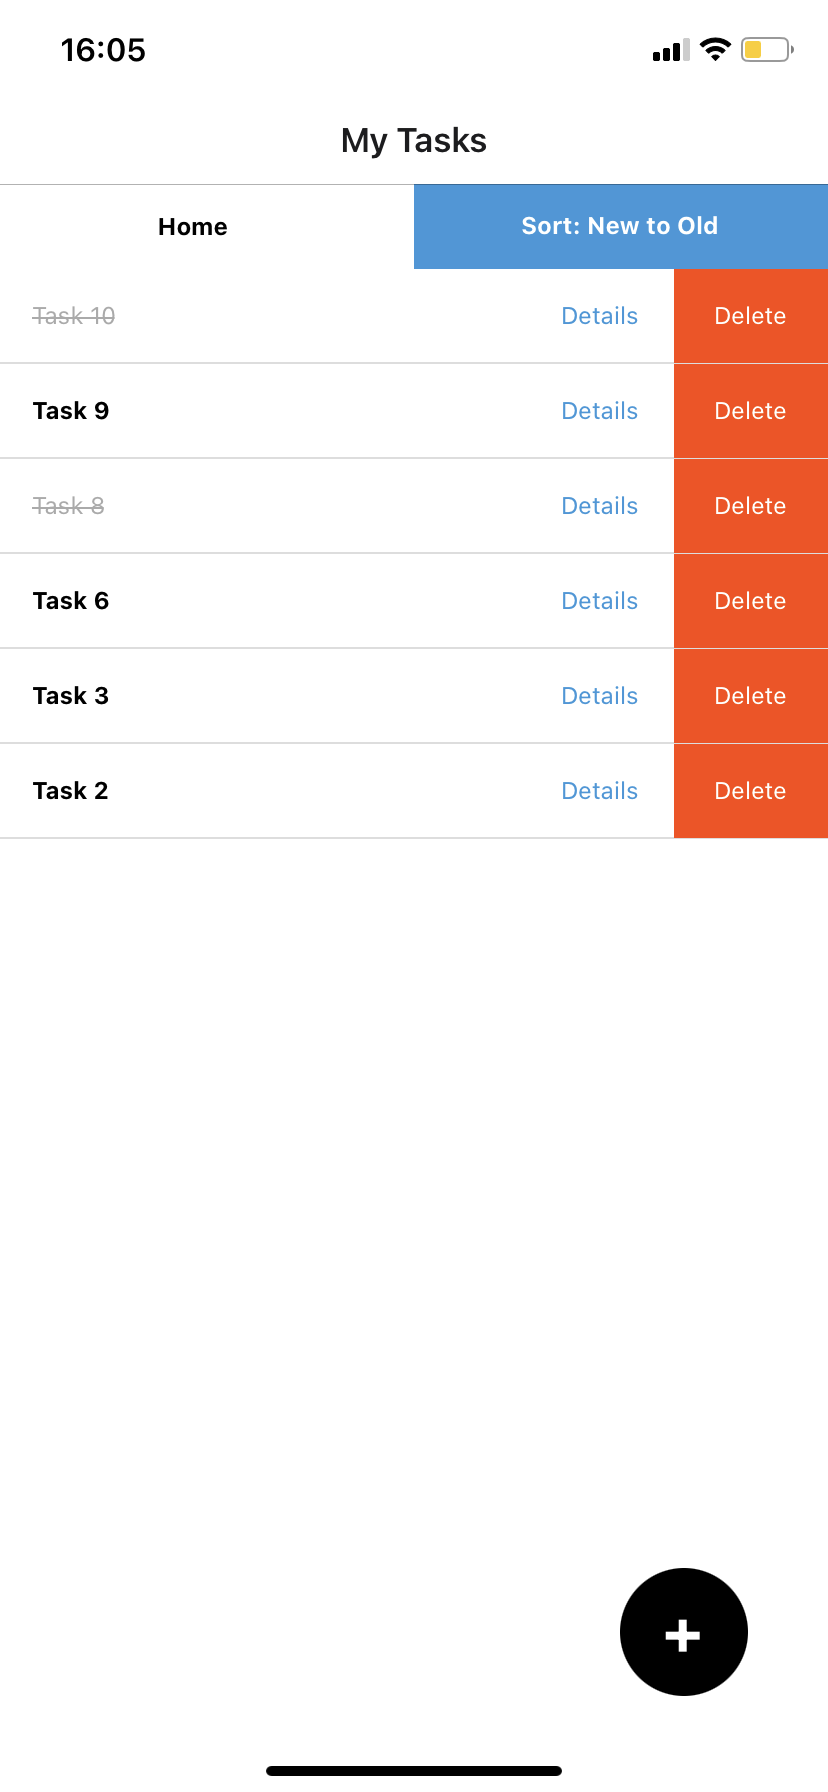 16:05
My Tasks
Home Sort: New to Old
Task 10 Details Delete
Task 9 Details Delete
Task 8 Details Delete
Task 6 Details Delete
Task 3 Details Delete
Task 2 Details Delete
+